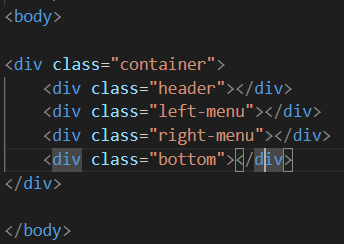 <body>
<div class="container">
    <div class="header"></div>
    <div class="left-menu"></div>
    <div class="right-menu"></div>
    <div class="bottom"></div>
</div>
</body>